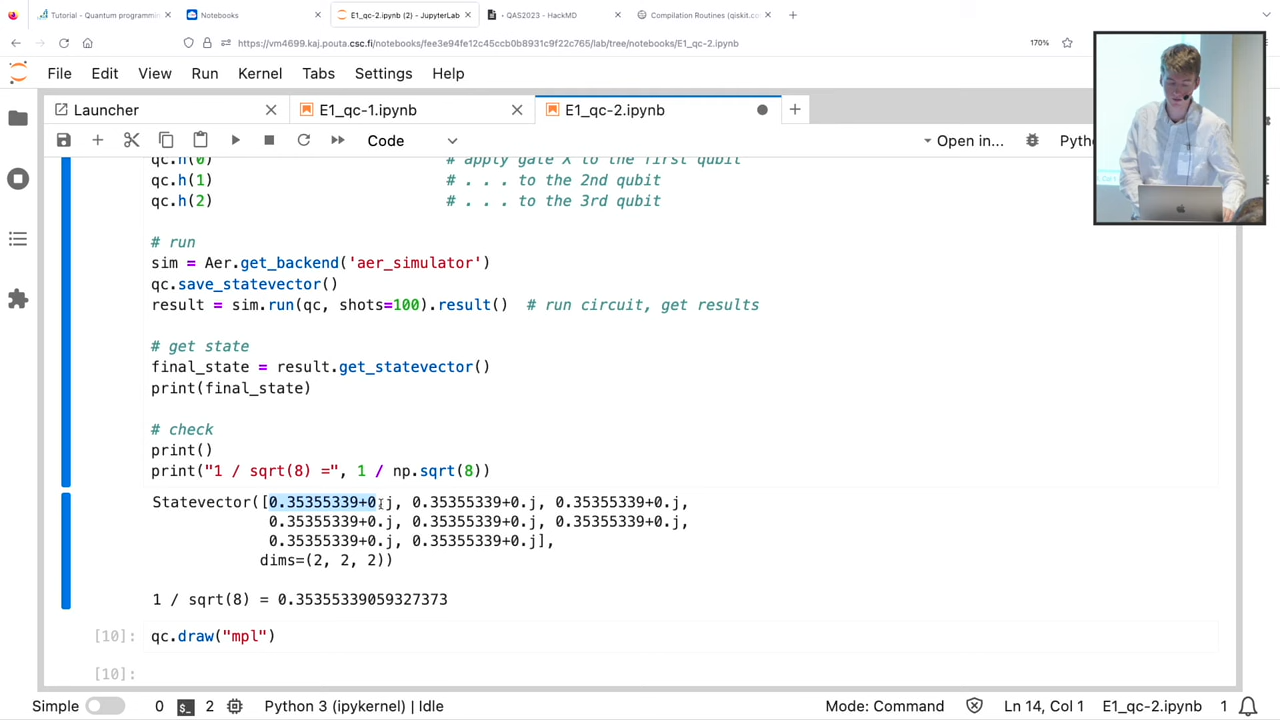 Tutorial - Quantum programmin
Notebooks
E1_qc-2.ipynb (2) - JupyterLab
- QAS2023 - HackMD
Compilation Routines (qiskit.co
https://vm4699.kaj.pouta.csc.fi/notebooks/fee3e94fe12c45ccb0b8931c9f22c765/lab/tree/notebooks/E1_qc-2.ipynb
170%
File Edit View Run Kernel Tabs Settings Help
Launcher
E1_qc-1.ipynb
E1_qc-2.ipynb
Code
Open in...
Pyth
qc.h(0) # apply gate X to the first qubit
qc.h(1) # . . . to the 2nd qubit
qc.h(2) # . . . to the 3rd qubit
# run
sim = Aer.get_backend('aer_simulator')
qc.save_statevector()
result = sim.run(qc, shots=100).result() # run circuit, get results
# get state
final_state = result.get_statevector()
print(final_state)
# check
print()
print("1 / sqrt(8) =", 1 / np.sqrt(8))
Statevector([0.35355339+0.j, 0.35355339+0.j, 0.35355339+0.j,
0.35355339+0.j, 0.35355339+0.j, 0.35355339+0.j,
0.35355339+0.j, 0.35355339+0.j],
dims=(2, 2, 2))
1 / sqrt(8) = 0.35355339059327373
[10]: qc.draw("mpl")
[10]:
Simple 0 2 Python 3 (ipykernel) | Idle Mode: Command Ln 14, Col 1 E1_qc-2.ipynb 1